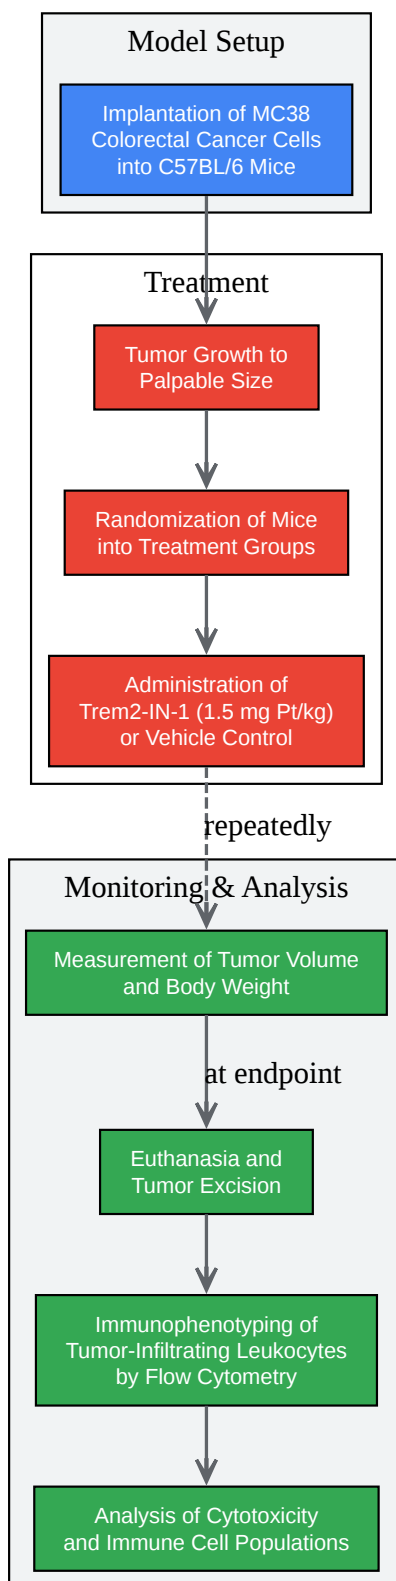 Model Setup
Implantation of MC38
Colorectal Cancer Cells
into C57BL/6 Mice
Treatment
Tumor Growth to
Palpable Size
Randomization of Mice
into Treatment Groups
Administration of
Trem2-IN-1 (1.5 mg Pt/kg)
or Vehicle Control
repeatedly
Monitoring & Analysis
Measurement of Tumor Volume
and Body Weight
at endpoint
Euthanasia and
Tumor Excision
Immunophenotyping of
Tumor-Infiltrating Leukocytes
by Flow Cytometry
Analysis of Cytotoxicity
and Immune Cell Populations